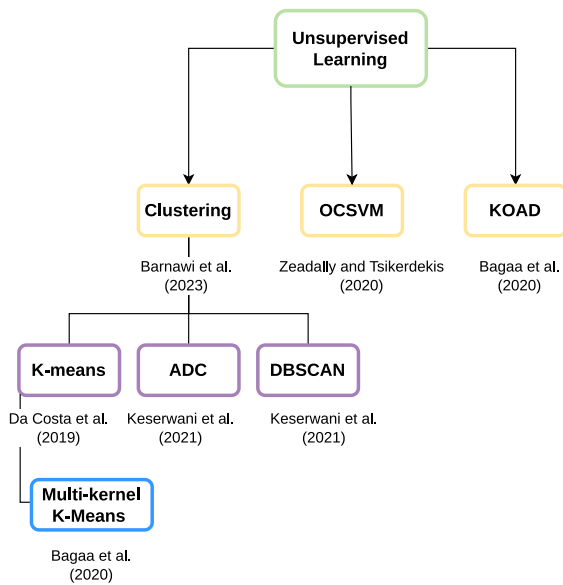 Unsupervised
Learning
Clustering
OCSVM
KOAD
Barnawi et al.
(2023)
Zeadally and Tsikerdekis
(2020)
Bagaa et al.
(2020)
K-means
ADC
DBSCAN
Da Costa et al.
(2019)
Keserwani et al.
(2021)
Keserwani et al.
(2021)
Multi-kernel
K-Means
Bagaa et al.
(2020)